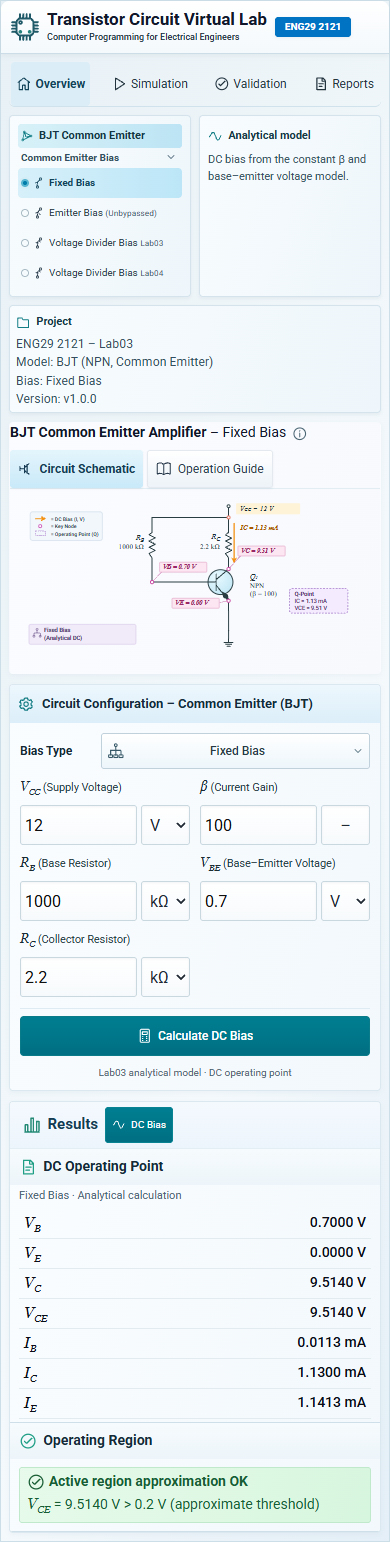 Transistor Circuit Virtual Lab
ENG29 2121
Computer Programming for Electrical Engineers
Overview
Simulation
Validation
Reports
BJT Common Emitter
Common Emitter Bias
Fixed Bias
Emitter Bias (Unbypassed)
Voltage Divider Bias Lab03
Voltage Divider Bias Lab04
Analytical model
DC bias from the constant β and
base–emitter voltage model.
Project
ENG29 2121 – Lab03
Model: BJT (NPN, Common Emitter)
Bias: Fixed Bias
Version: v1.0.0
BJT Common Emitter Amplifier – Fixed Bias
Circuit Schematic
Operation Guide
= DC Bias (I, V)
= Key Node
= Operating Point (Q)
Vcc = 12 V
IC = 1.13 mA
RB
1000 kΩ
RC
2.2 kΩ
VC = 9.51 V
VB = 0.70 V
Q₁
NPN
(β = 100)
VE = 0.00 V
Q-Point
IC = 1.13 mA
VCE = 9.51 V
Fixed Bias
(Analytical DC)
Circuit Configuration – Common Emitter (BJT)
Bias Type
Fixed Bias
VCC (Supply Voltage)
β (Current Gain)
12
V
100
–
RB (Base Resistor)
VBE (Base–Emitter Voltage)
1000
kΩ
0.7
V
RC (Collector Resistor)
2.2
kΩ
Calculate DC Bias
Lab03 analytical model · DC operating point
Results
DC Bias
DC Operating Point
Fixed Bias · Analytical calculation
VB 0.7000 V
VE 0.0000 V
VC 9.5140 V
VCE 9.5140 V
IB 0.0113 mA
IC 1.1300 mA
IE 1.1413 mA
Operating Region
Active region approximation OK
VCE = 9.5140 V > 0.2 V (approximate threshold)